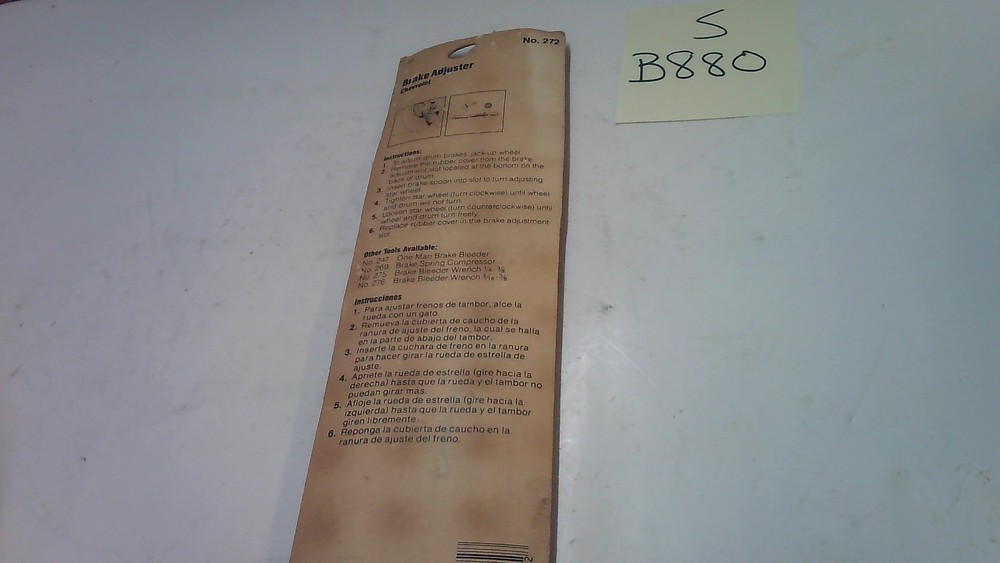 No. 272
S
B880
Brake Adjuster
Chevrolet
Instructions:
1. To adjust drum brakes, jack up wheel.
2. Remove the rubber cover from the brake
adjustment slot located at the bottom on the
back of drum.
3. Insert brake spoon into slot to turn adjusting
star wheel.
4. Tighten star wheel (turn clockwise) until wheel
and drum will not turn.
5. Loosen star wheel (turn counterclockwise) until
wheel and drum turn freely.
6. Replace rubber cover in the brake adjustment
slot.
Other Tools Available:
No. 247 One Man Brake Bleeder
No. 269 Brake Spring Compressor
No. 275 Brake Bleeder Wrench
No. 276 Brake Bleeder Wrench
Instrucciones
1. Para ajustar frenos de tambor, alce la
rueda con un gato.
2. Remueva la cubierta de caucho de la
ranura de ajuste del freno, la cual se halla
en la parte de abajo del tambor.
3. Inserte la cuchara de freno en la ranura
para hacer girar la rueda de estrella de
ajuste.
4. Apriete la rueda de estrella (gire hacia la
derecha) hasta que la rueda y el tambor no
puedan girar más.
5. Afloje la rueda de estrella (gire hacia la
izquierda) hasta que la rueda y el tambor
giren libremente.
6. Reponga la cubierta de caucho en la
ranura de ajuste del freno.